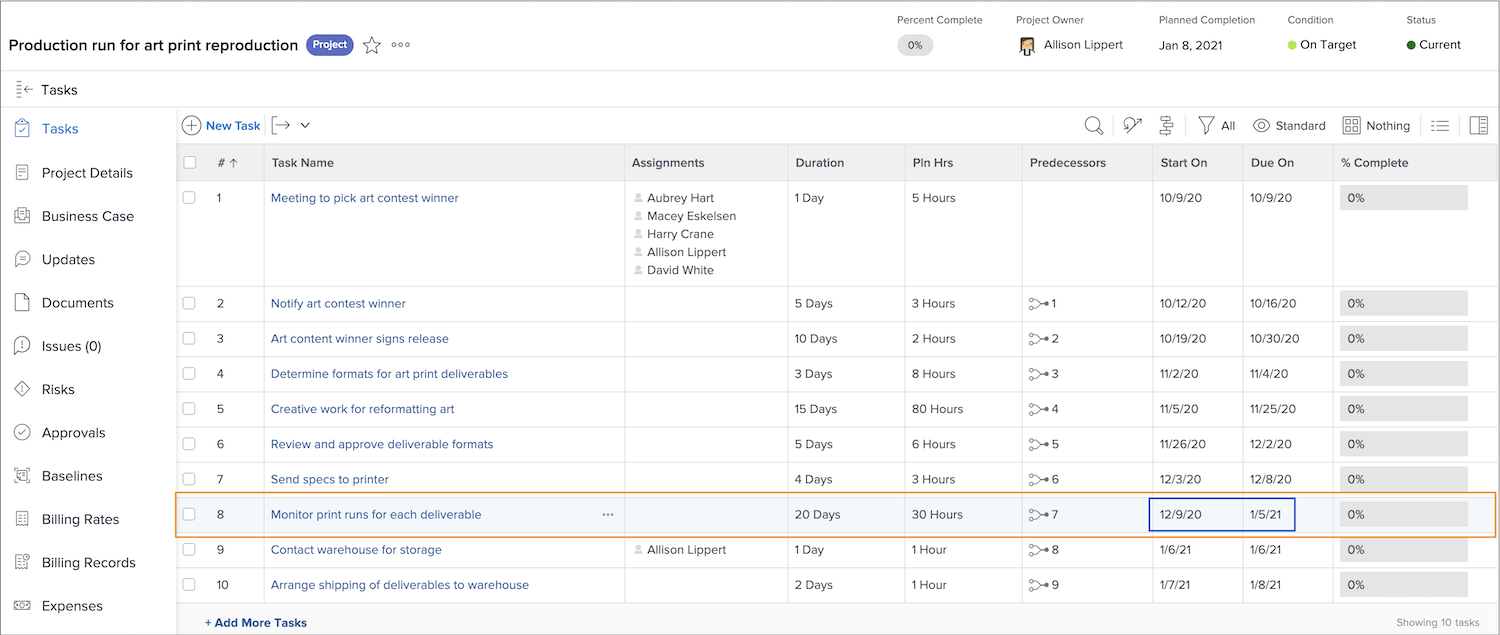 Percent Complete Project Owner Planned Completion Condition Status
Production run for art print reproduction Project 0% Allison Lippert Jan 8, 2021 On Target Current
Tasks
Tasks
Project Details
Business Case
Updates
Documents
Issues (0)
Risks
Approvals
Baselines
Billing Rates
Billing Records
Expenses
New Task All Standard Nothing
# Task Name Assignments Duration Pln Hrs Predecessors Start On Due On % Complete
1 Meeting to pick art contest winner Aubrey Hart 1 Day 5 Hours 10/9/20 10/9/20 0%
Macey Eskelsen
Harry Crane
Allison Lippert
David White
2 Notify art contest winner 5 Days 3 Hours 1 10/12/20 10/16/20 0%
3 Art content winner signs release 10 Days 2 Hours 2 10/19/20 10/30/20 0%
4 Determine formats for art print deliverables 3 Days 8 Hours 3 11/2/20 11/4/20 0%
5 Creative work for reformatting art 15 Days 80 Hours 4 11/5/20 11/25/20 0%
6 Review and approve deliverable formats 5 Days 6 Hours 5 11/26/20 12/2/20 0%
7 Send specs to printer 4 Days 3 Hours 6 12/3/20 12/8/20 0%
8 Monitor print runs for each deliverable 20 Days 30 Hours 7 12/9/20 1/5/21 0%
9 Contact warehouse for storage Allison Lippert 1 Day 1 Hour 8 1/6/21 1/6/21 0%
10 Arrange shipping of deliverables to warehouse 2 Days 1 Hour 9 1/7/21 1/8/21 0%
+ Add More Tasks Showing 10 tasks